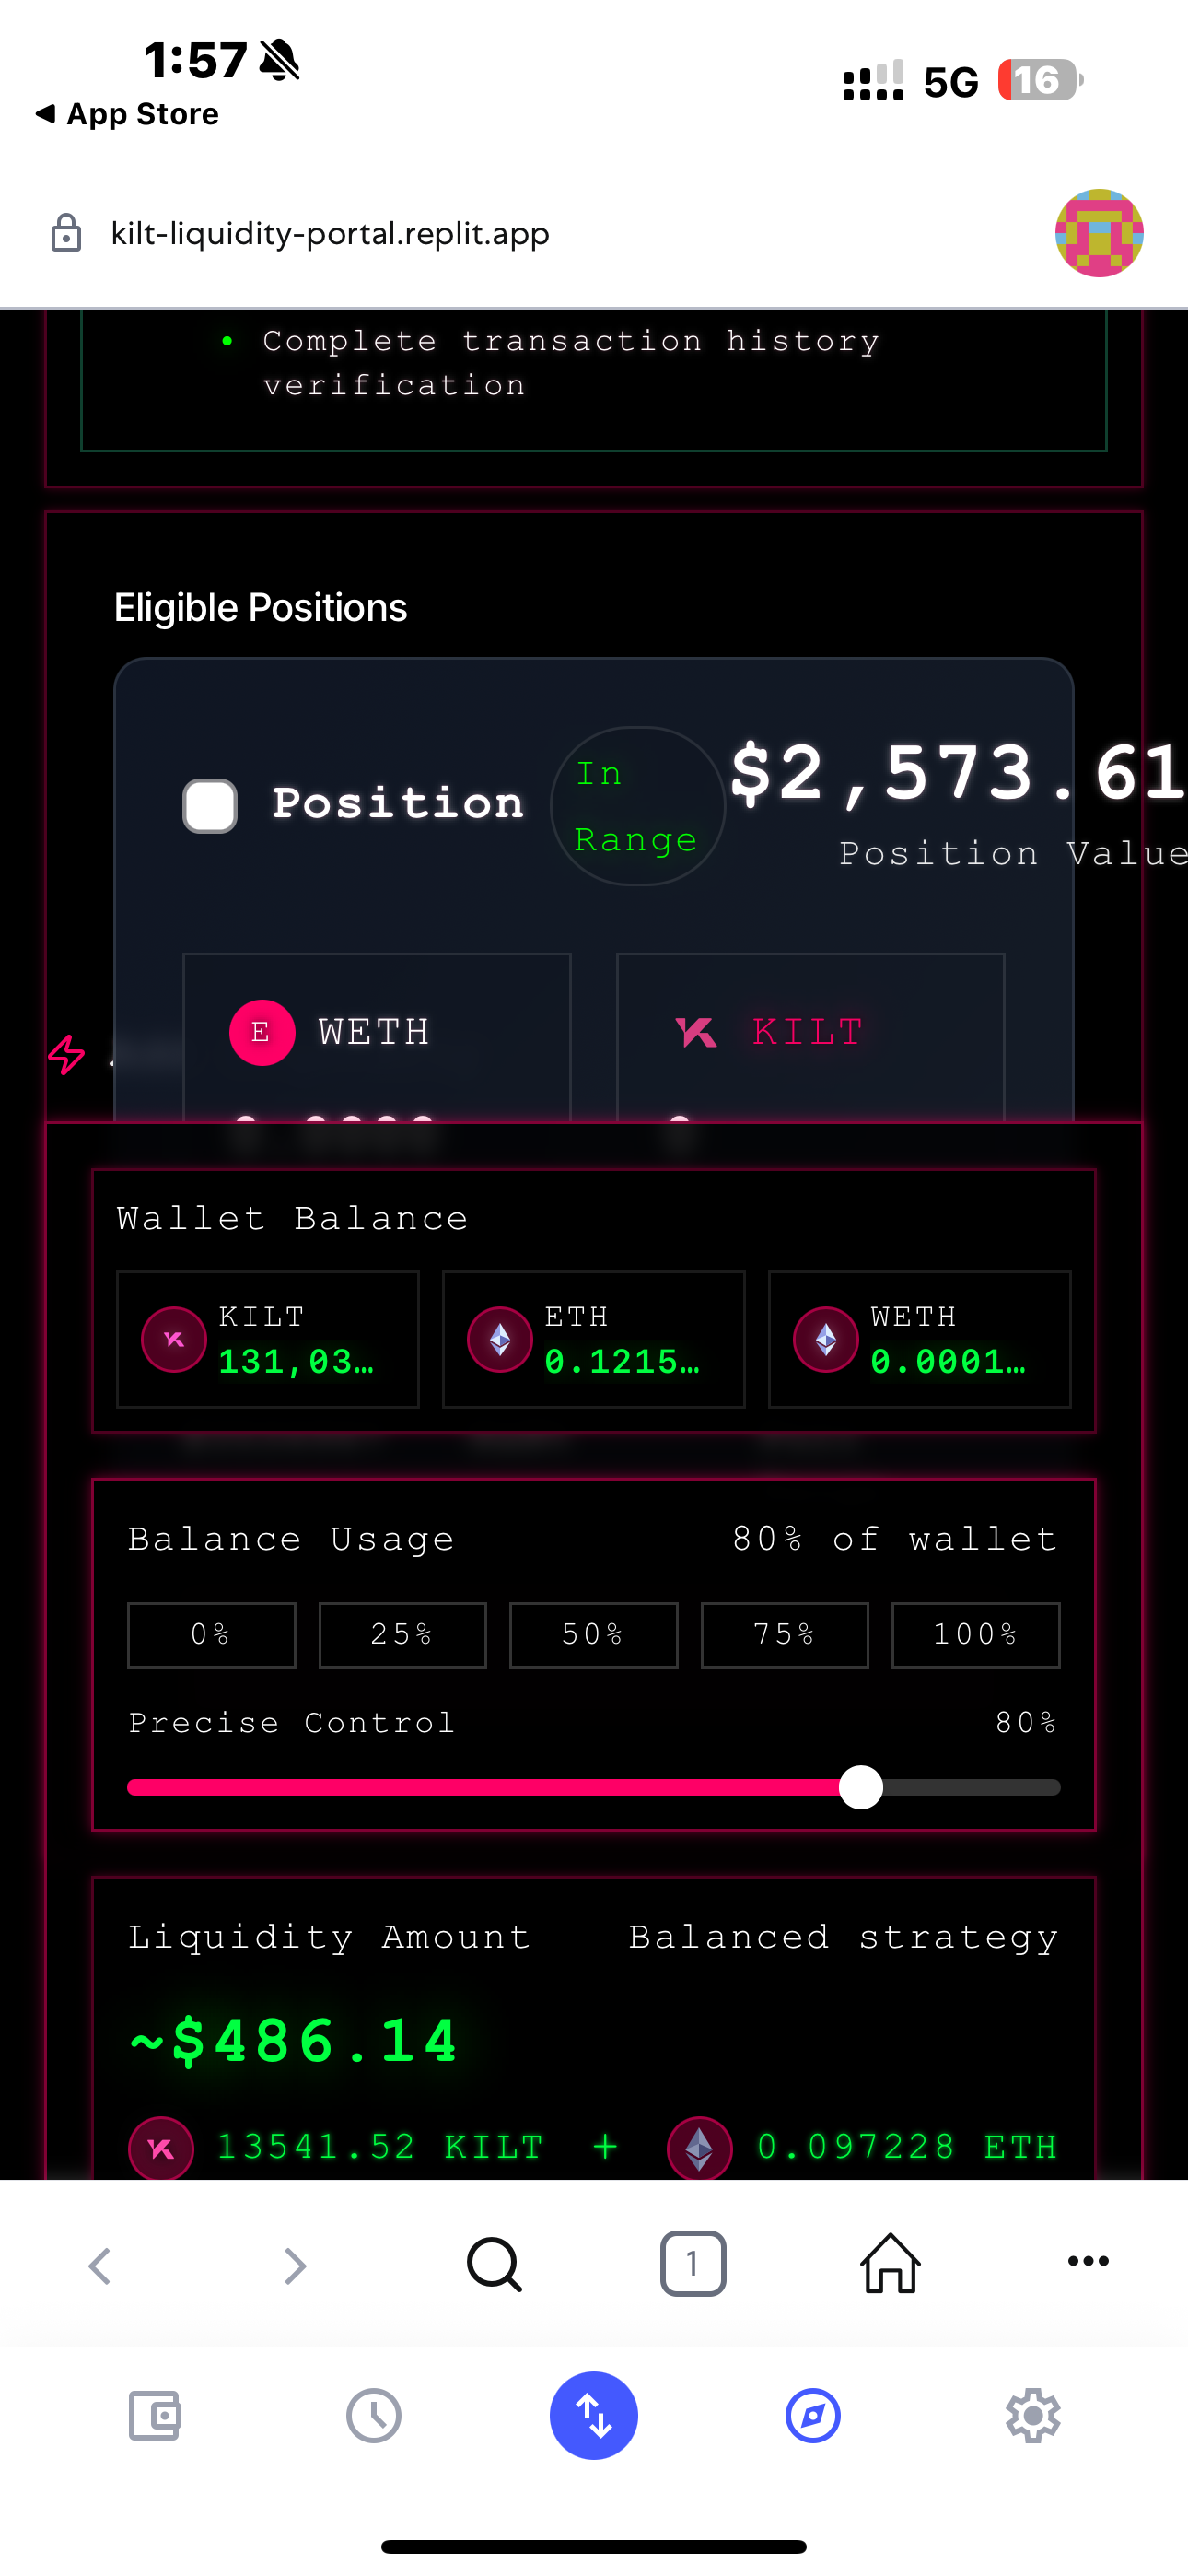 1:57
5G
16
App Store
kilt-liquidity-portal.replit.app
• Complete transaction history
verification
Eligible Positions
Position
In
Range
$2,573.61
Position Value
E WETH
KILT
Wallet Balance
KILT
131,03…
ETH
0.1215…
WETH
0.0001…
Balance Usage
80% of wallet
0%
25%
50%
75%
100%
Precise Control
80%
Liquidity Amount
Balanced strategy
~$486.14
13541.52 KILT + 0.097228 ETH
1